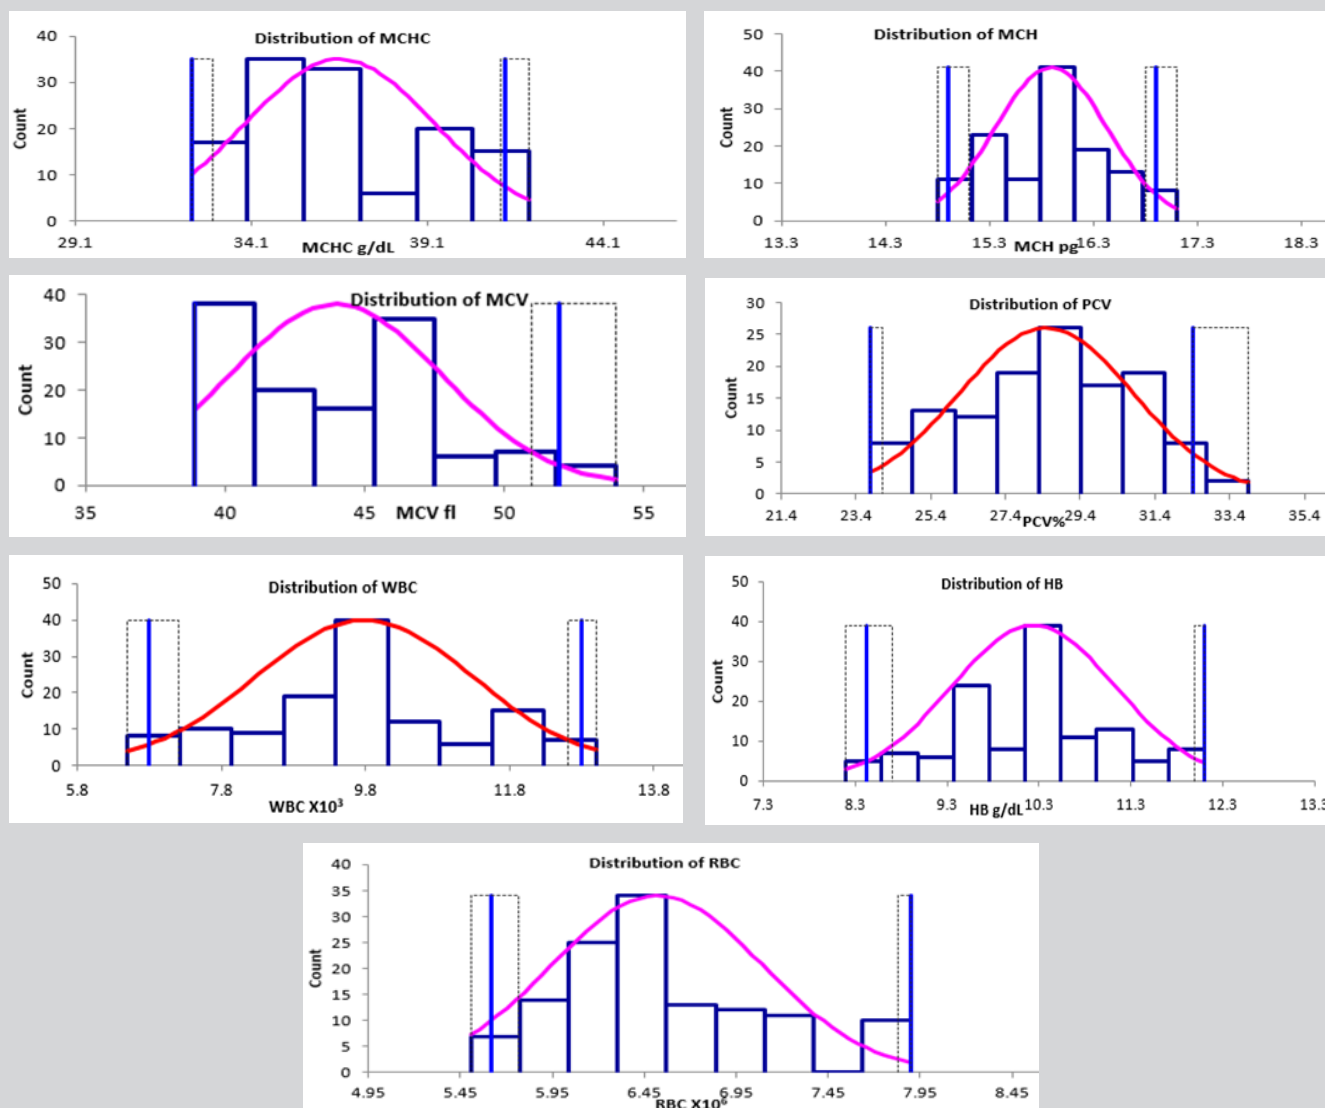 Distribution of MCHC
40
30
20
10
0
Count
29.1 34.1 39.1 44.1
MCHC g/dL
Distribution of MCH
50
40
30
20
10
0
Count
13.3 14.3 15.3 16.3 17.3 18.3
MCH pg
Distribution of MCV
40
30
20
10
0
Count
35 40 45 50 55
MCV fl
Distribution of PCV
30
25
20
15
10
5
0
Count
21.4 23.4 25.4 27.4 29.4 31.4 33.4 35.4
PCV%
Distribution of WBC
50
40
30
20
10
0
Count
5.8 7.8 9.8 11.8 13.8
WBC X10³
Distribution of HB
50
40
30
20
10
0
Count
7.3 8.3 9.3 10.3 11.3 12.3 13.3
HB g/dL
Distribution of RBC
40
35
30
25
20
15
10
5
0
Count
4.95 5.45 5.95 6.45 6.95 7.45 7.95 8.45
RBC X10⁶